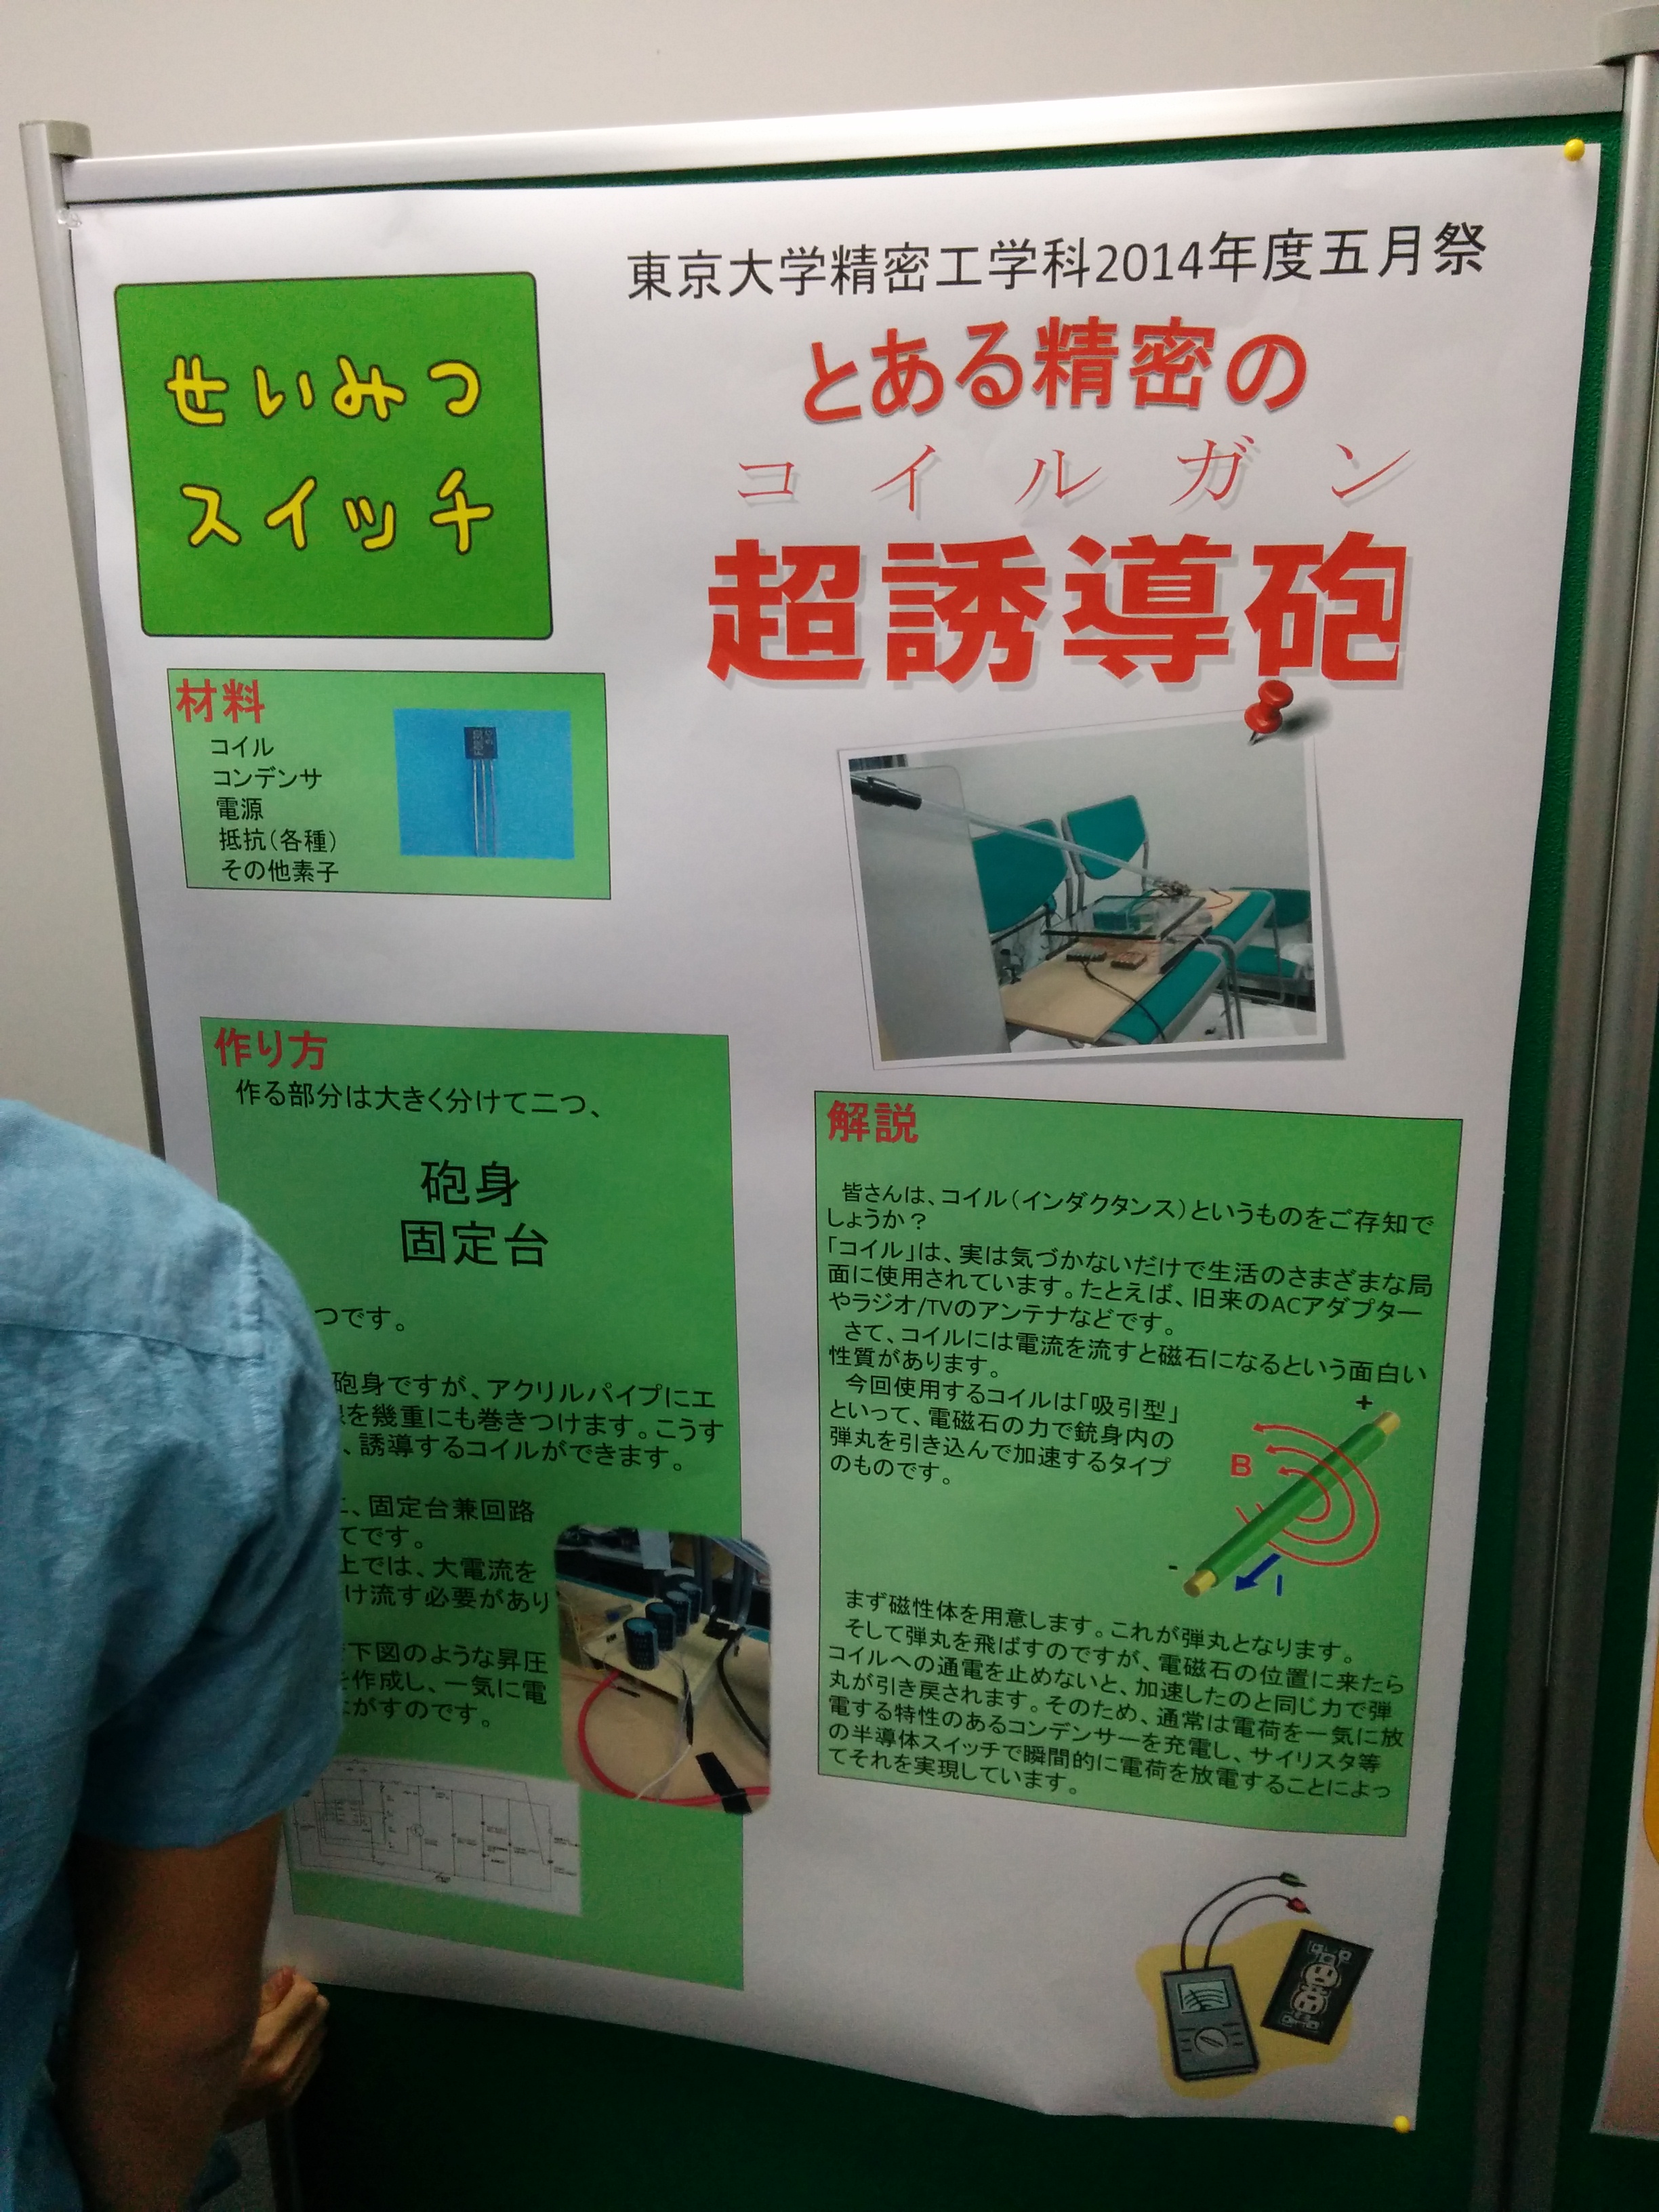 東京大学精密工学科2014年度五月祭
せいみつ
スイッチ
とある精密の
コイルガン
超誘導砲
材料
コイル
コンデンサ
電源
抵抗(各種)
その他素子
作り方
作る部分は大きく分けて二つ、
砲身
固定台
つです。
砲身ですが、アクリルパイプにエ
を幾重にも巻きつけます。こうす
、誘導するコイルができます。
、固定台兼回路
てです。
上では、大電流を
け流す必要があり
下図のような昇圧
作成し、一気に電
がすのです。
解説
皆さんは、コイル(インダクタンス)というものをご存知で
しょうか?
「コイル」は、実は気づかないだけで生活のさまざまな局
面に使用されています。たとえば、旧来のACアダプター
やラジオ/TVのアンテナなどです。
さて、コイルには電流を流すと磁石になるという面白い
性質があります。
今回使用するコイルは「吸引型」
といって、電磁石の力で銃身内の
弾丸を引き込んで加速するタイプ
のものです。
+
B
-
I
まず磁性体を用意します。これが弾丸となります。
そして弾丸を飛ばすのですが、電磁石の位置に来たら
コイルへの通電を止めないと、加速したのと同じ力で弾
丸が引き戻されます。そのため、通常は電荷を一気に放
電する特性のあるコンデンサーを充電し、サイリスタ等
の半導体スイッチで瞬間的に電荷を放電することによっ
てそれを実現しています。